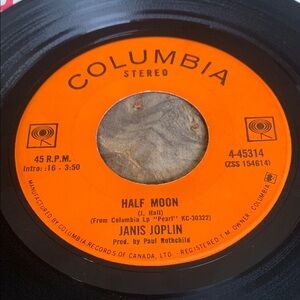 COLUMBIA
STEREO
45 R.P.M.
Intro: :16 - 3:50
4-45314
(ZSS 154614)
HALF MOON
(J. Hall)
(From Columbia Lp "Pearl" KC-30322)
JANIS JOPLIN
Prod. by Paul Rothchild
MANUFACTURED BY COLUMBIA RECORDS OF CANADA, LTD. - REGISTERED T.M. OWNER. COLUMBIA
T.M. OWNER